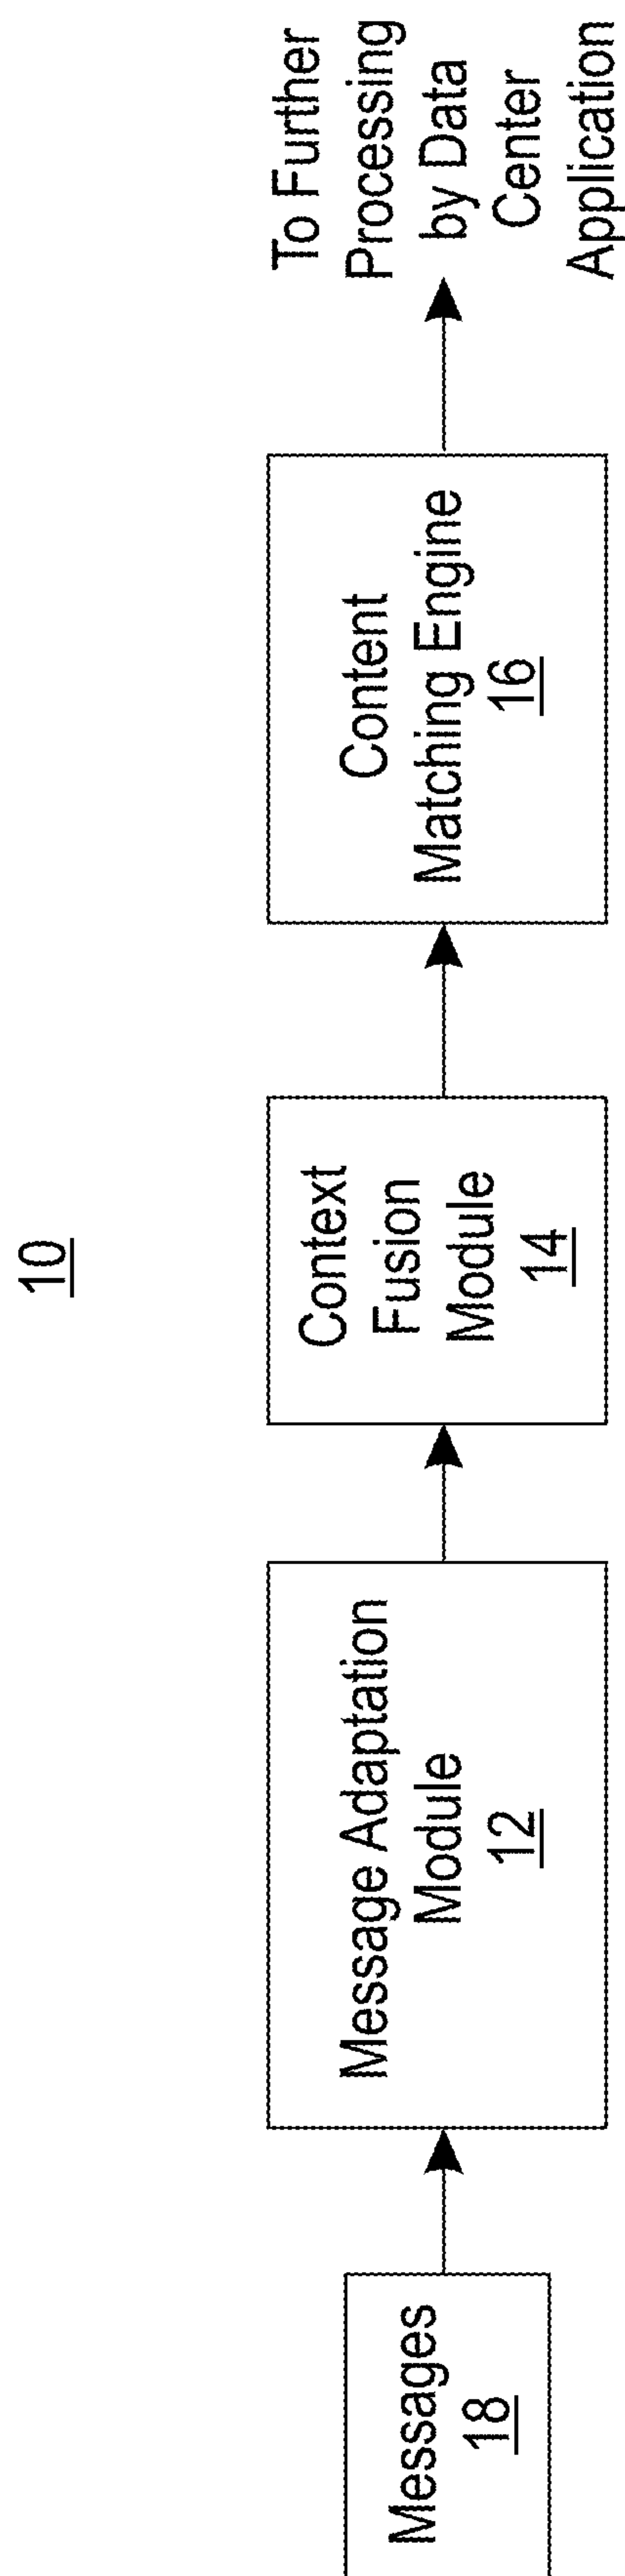 10
Messages
18
Message Adaptation
Module
12
Context
Fusion
Module
14
Content
Matching Engine
16
To Further
Processing
by Data
Center
Application